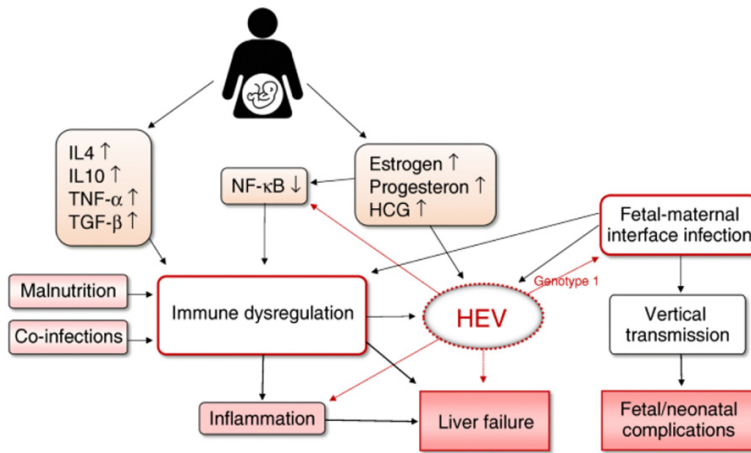 IL4 ↑
IL10 ↑
TNF-α ↑
TGF-β ↑
NF-κB ↓
Estrogen ↑
Progesteron ↑
HCG ↑
Fetal-maternal
interface infection
Malnutrition
Co-infections
Immune dysregulation
HEV
Genotype 1
Vertical
transmission
Inflammation
Liver failure
Fetal/neonatal
complications